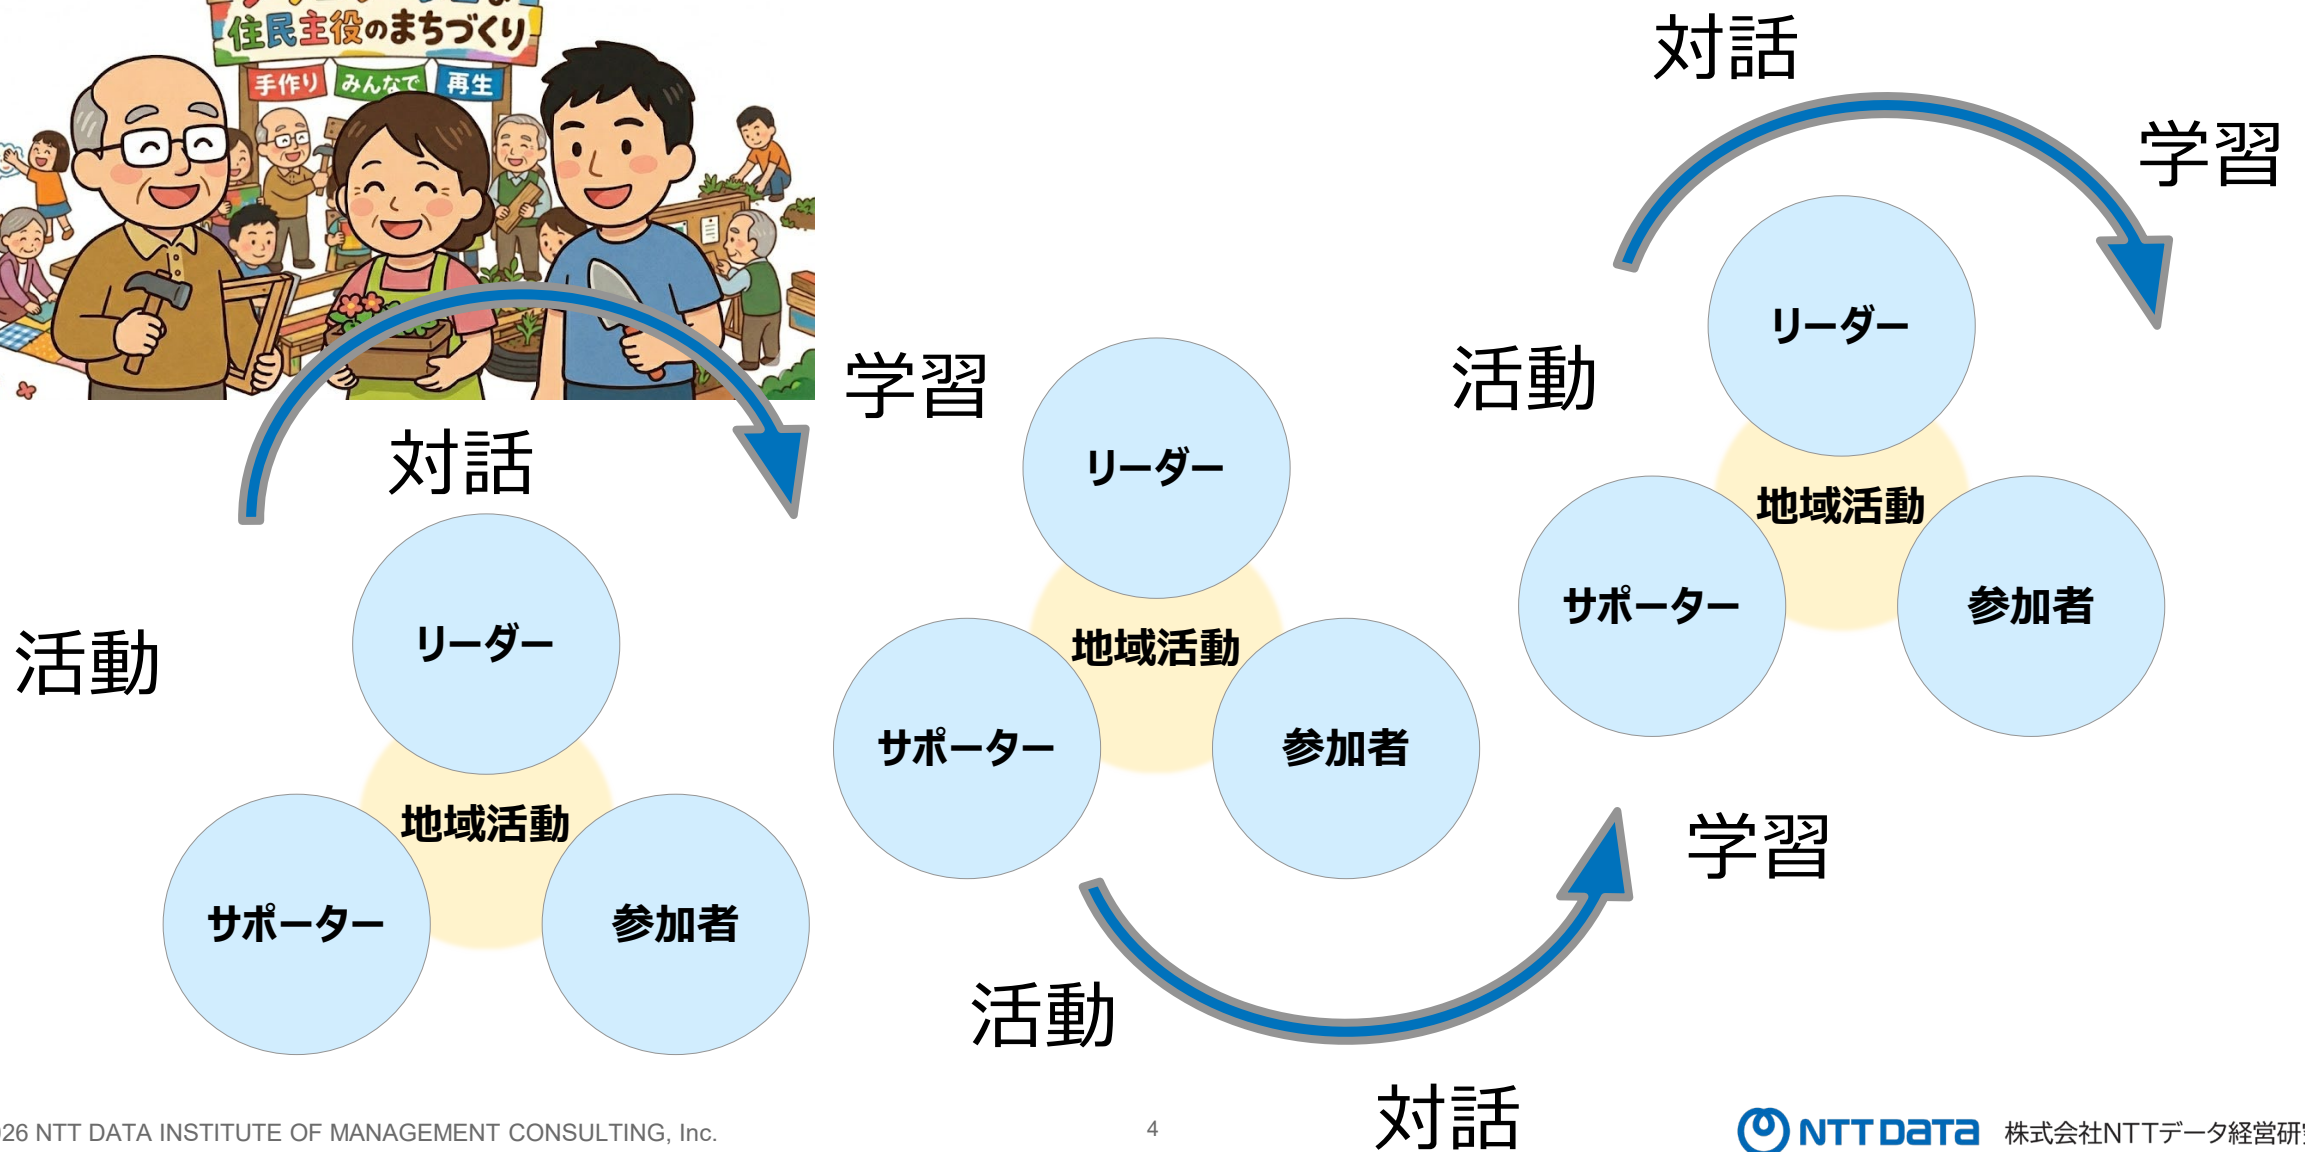 住民主役のまちづくり
手作り みんなで 再生
対話
学習
活動
リーダー
地域活動
サポーター
参加者
学習
リーダー
地域活動
サポーター
参加者
活動
対話
学習
対話
活動
リーダー
地域活動
サポーター
参加者
26 NTT DATA INSTITUTE OF MANAGEMENT CONSULTING, Inc.
4
NTT DATA 株式会社NTTデータ経営研